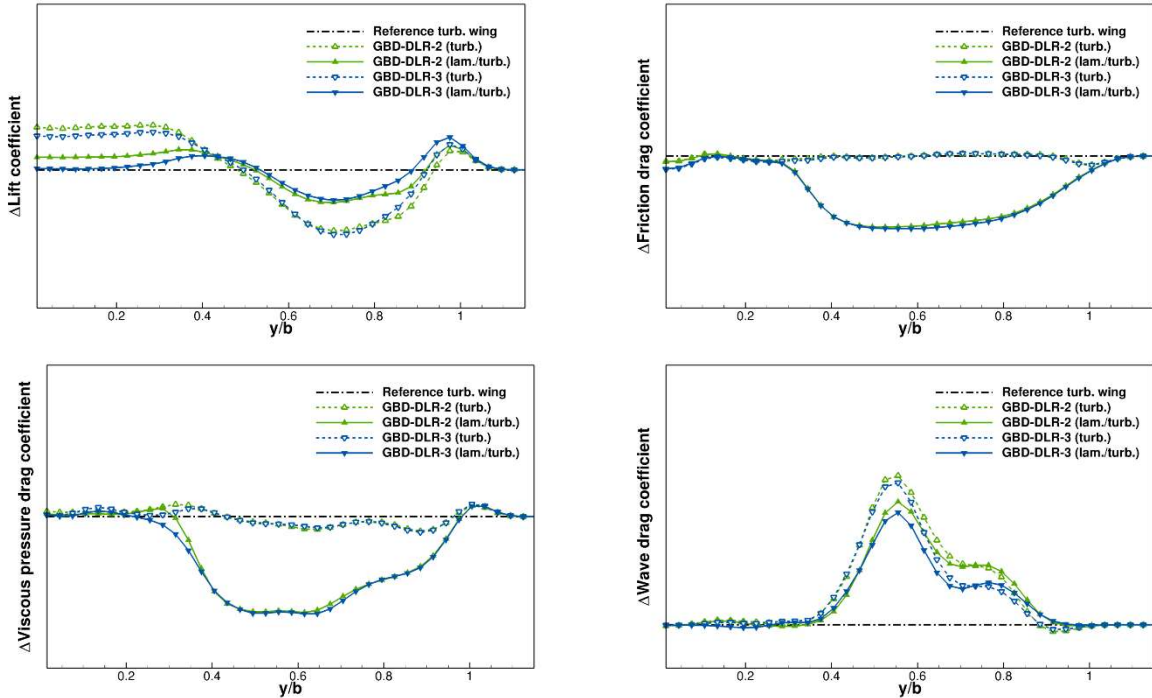 Reference turb. wing
GBD-DLR-2 (turb.)
GBD-DLR-2 (lam./turb.)
GBD-DLR-3 (turb.)
GBD-DLR-3 (lam./turb.)
ΔLift coefficient
0.2 0.4 0.6 0.8 1
y/b
Reference turb. wing
GBD-DLR-2 (turb.)
GBD-DLR-2 (lam./turb.)
GBD-DLR-3 (turb.)
GBD-DLR-3 (lam./turb.)
ΔFriction drag coefficient
0.2 0.4 0.6 0.8 1
y/b
Reference turb. wing
GBD-DLR-2 (turb.)
GBD-DLR-2 (lam./turb.)
GBD-DLR-3 (turb.)
GBD-DLR-3 (lam./turb.)
ΔViscous pressure drag coefficient
0.2 0.4 0.6 0.8 1
y/b
Reference turb. wing
GBD-DLR-2 (turb.)
GBD-DLR-2 (lam./turb.)
GBD-DLR-3 (turb.)
GBD-DLR-3 (lam./turb.)
ΔWave drag coefficient
0.2 0.4 0.6 0.8 1
y/b